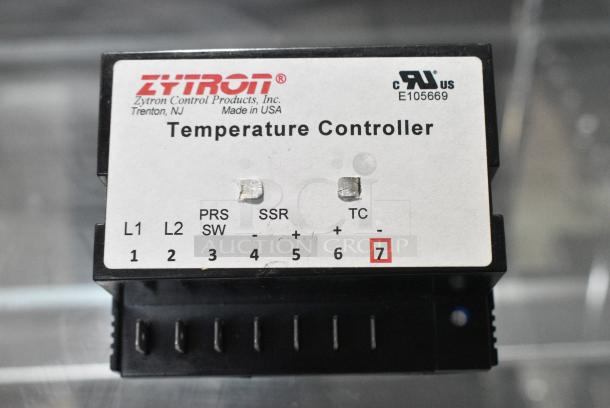 ZYTRON®
Zytron Control Products, Inc.
Trenton, NJ Made in USA
c RU US
E105669
Temperature Controller
PCI
AUCTION GROUP
PRS SSR TC
L1 L2 SW - + + -
1 2 3 4 5 6 7